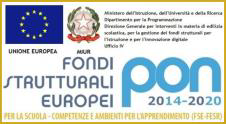 UNIONE EUROPEA
MIUR
Ministero dell'Istruzione, dell'Università e della Ricerca
Dipartimento per la Programmazione
Direzione Generale per interventi in materia di edilizia
scolastica, per la gestione dei fondi strutturali per
l'istruzione e per l'innovazione digitale
Ufficio IV
FONDI
STRUTTURALI
EUROPEI
pon
2014-2020
PER LA SCUOLA - COMPETENZE E AMBIENTI PER L'APPRENDIMENTO (FSE-FESR)